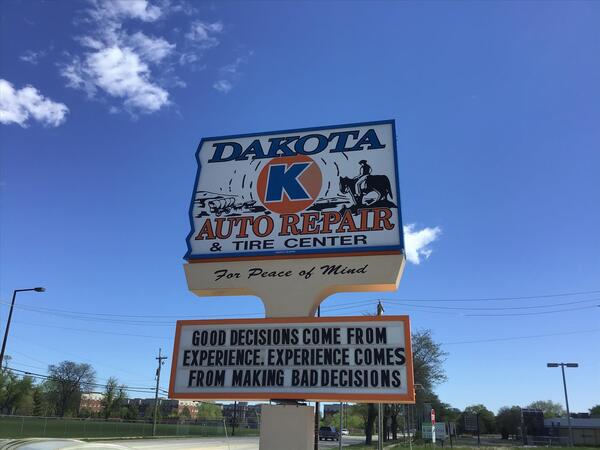 DAKOTA
K
AUTO REPAIR
& TIRE CENTER
For Peace of Mind
GOOD DECISIONS COME FROM
EXPERIENCE. EXPERIENCE COMES
FROM MAKING BAD DECISIONS